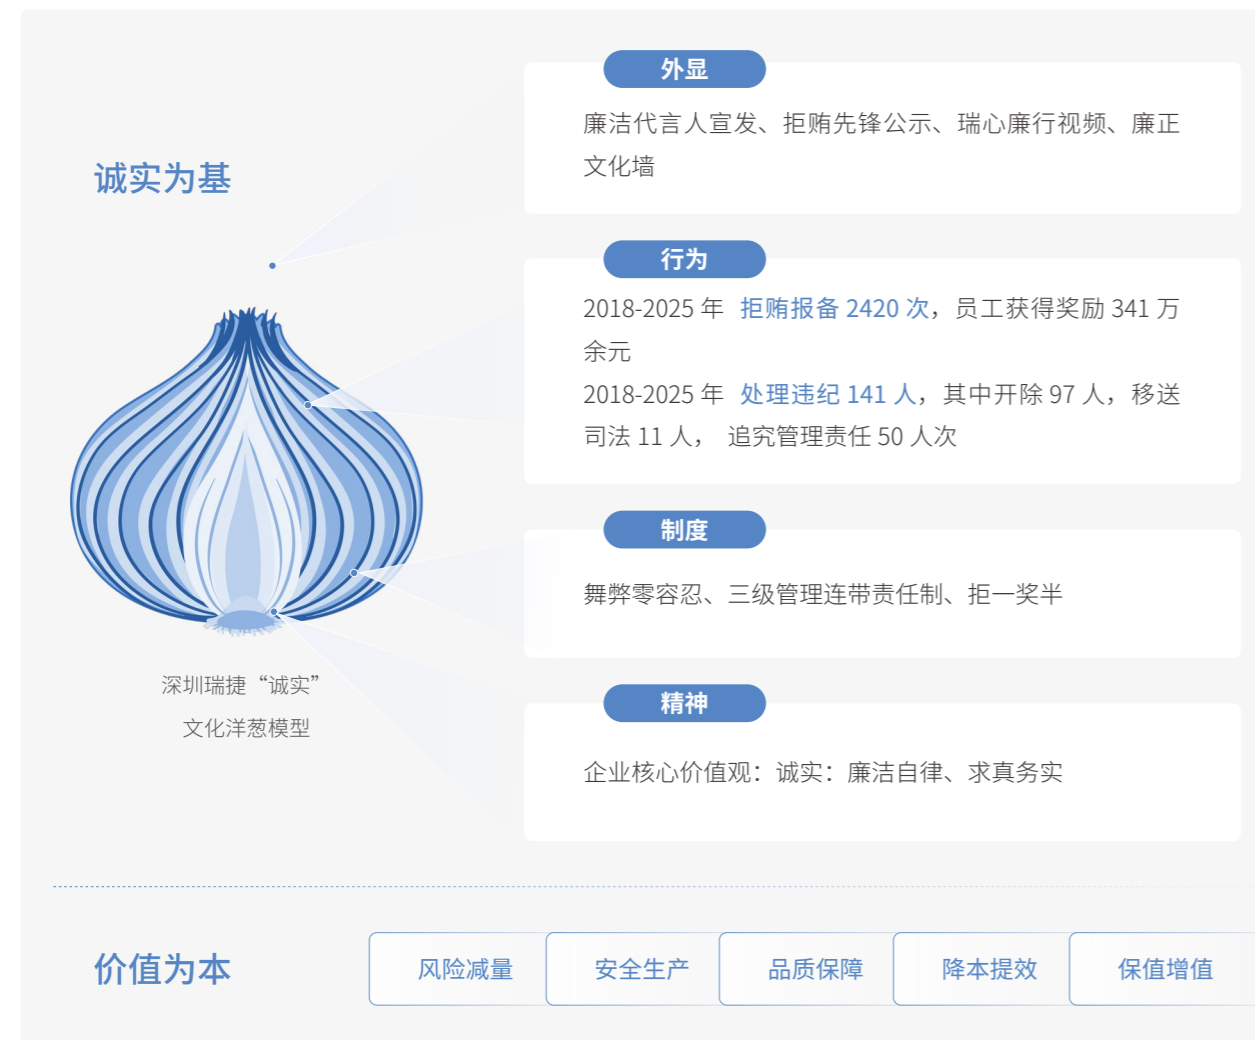 诚实为基
外显
廉洁代言人宣发、拒贿先锋公示、瑞心廉行视频、廉正
文化墙
行为
2018-2025 年 拒贿报备 2420 次，员工获得奖励 341 万
余元
2018-2025 年 处理违纪 141 人，其中开除 97 人，移送
司法 11 人， 追究管理责任 50 人次
制度
舞弊零容忍、三级管理连带责任制、拒一奖半
精神
企业核心价值观：诚实：廉洁自律、求真务实
深圳瑞捷“诚实”
文化洋葱模型
价值为本
风险减量
安全生产
品质保障
降本提效
保值增值